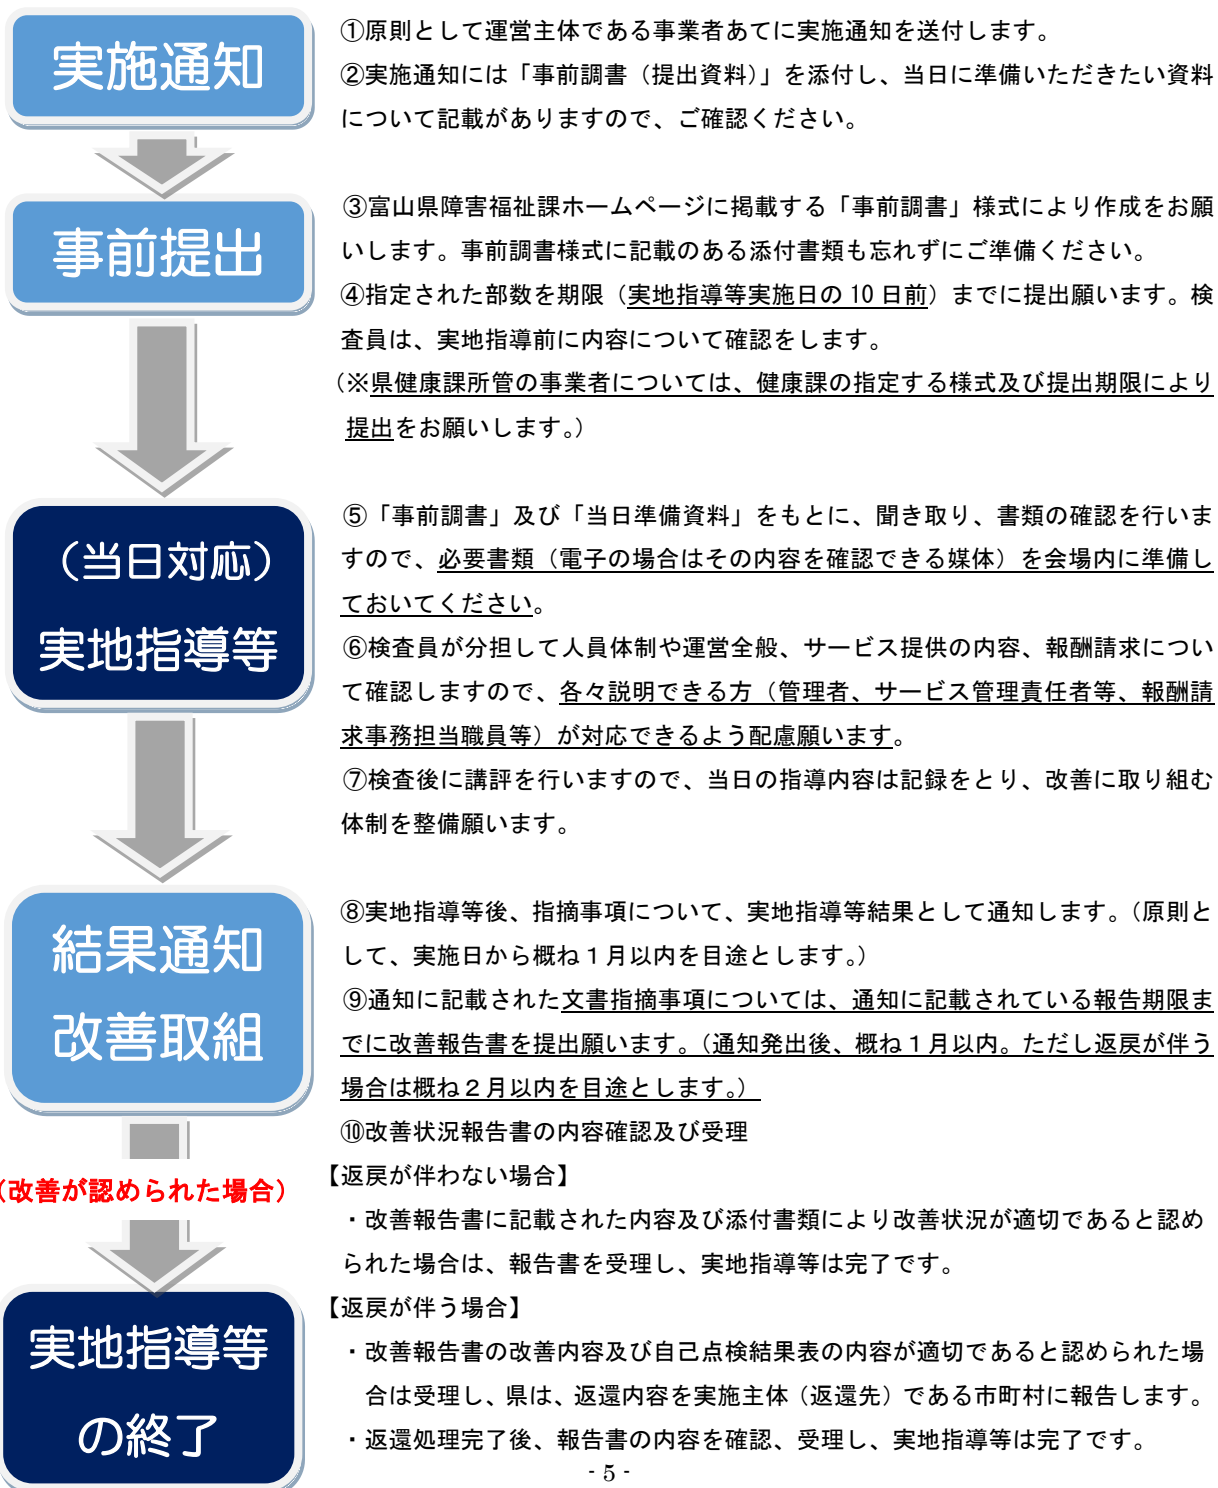 実施通知
①原則として運営主体である事業者あてに実施通知を送付します。
②実施通知には「事前調書（提出資料）」を添付し、当日に準備いただきたい資料
について記載がありますので、ご確認ください。
事前提出
③富山県障害福祉課ホームページに掲載する「事前調書」様式により作成をお願
いします。事前調書様式に記載のある添付書類も忘れずにご準備ください。
④指定された部数を期限（実地指導等実施日の 10 日前）までに提出願います。検
査員は、実地指導前に内容について確認をします。
（※県健康課所管の事業者については、健康課の指定する様式及び提出期限により
提出をお願いします。）
（当日対応）
実地指導等
⑤「事前調書」及び「当日準備資料」をもとに、聞き取り、書類の確認を行いま
すので、必要書類（電子の場合はその内容を確認できる媒体）を会場内に準備し
ておいてください。
⑥検査員が分担して人員体制や運営全般、サービス提供の内容、報酬請求につい
て確認しますので、各々説明できる方（管理者、サービス管理責任者等、報酬請
求事務担当職員等）が対応できるよう配慮願います。
⑦検査後に講評を行いますので、当日の指導内容は記録をとり、改善に取り組む
体制を整備願います。
結果通知
改善取組
⑧実地指導等後、指摘事項について、実地指導等結果として通知します。（原則と
して、実施日から概ね１月以内を目途とします。）
⑨通知に記載された文書指摘事項については、通知に記載されている報告期限ま
でに改善報告書を提出願います。（通知発出後、概ね１月以内。ただし返戻が伴う
場合は概ね２月以内を目途とします。）
⑩改善状況報告書の内容確認及び受理
（改善が認められた場合）
【返戻が伴わない場合】
・改善報告書に記載された内容及び添付書類により改善状況が適切であると認め
られた場合は、報告書を受理し、実地指導等は完了です。
【返戻が伴う場合】
実地指導等
の終了
・改善報告書の改善内容及び自己点検結果表の内容が適切であると認められた場
合は受理し、県は、返還内容を実施主体（返還先）である市町村に報告します。
・返還処理完了後、報告書の内容を確認、受理し、実地指導等は完了です。
- 5 -